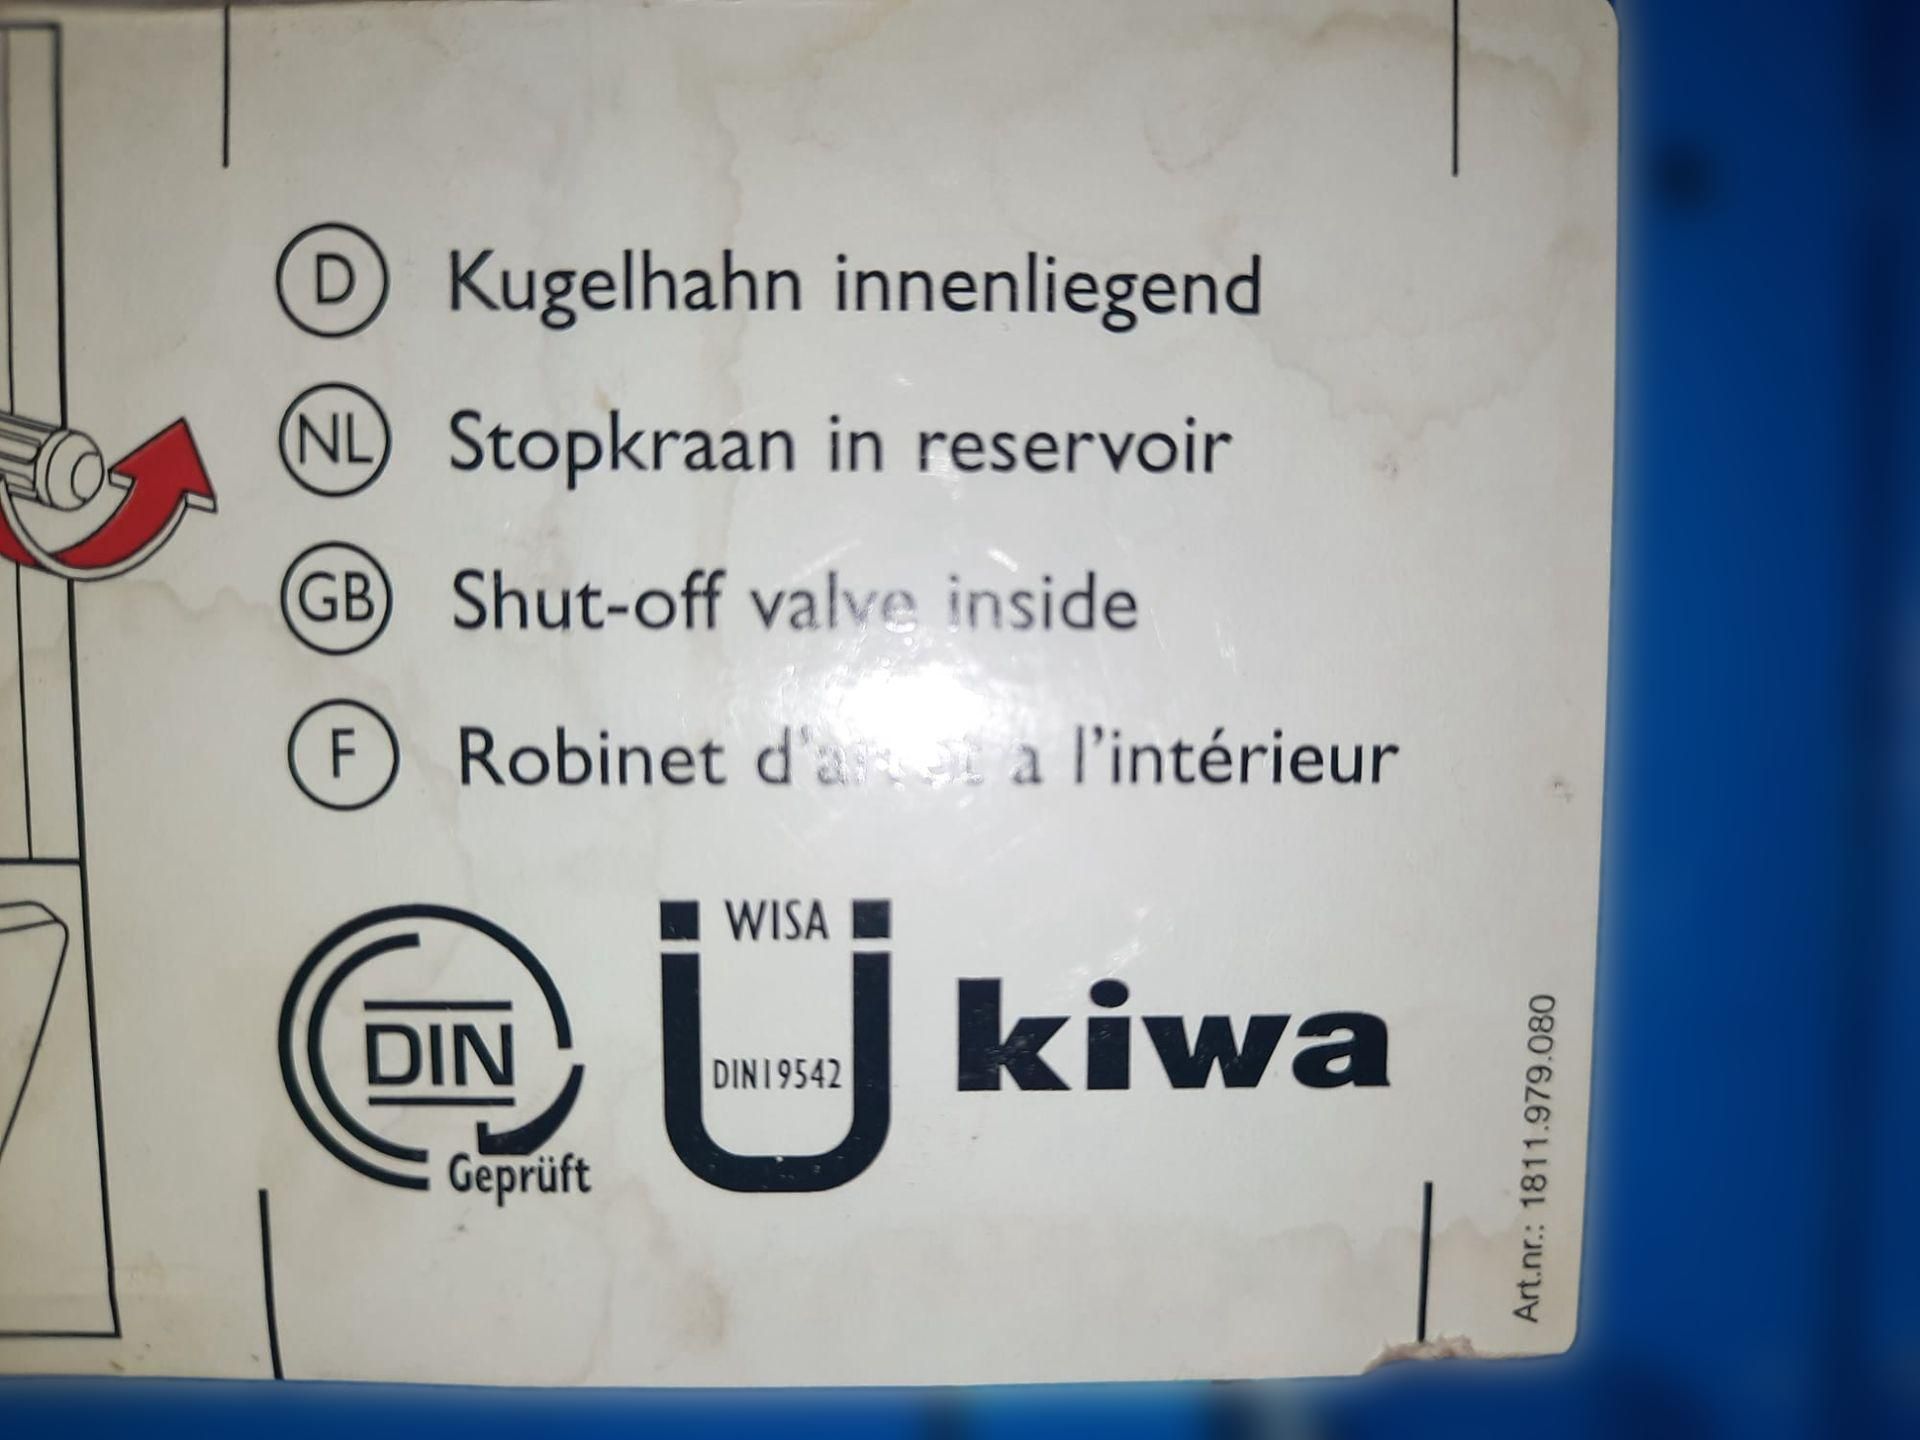 D Kugelhahn innenliegend
NL Stopkraan in reservoir
GB Shut-off valve inside
F Robinet a l'intérieur
DIN
Geprüft
WISA
Ü
DIN19542
kiwa
Art.nr.: 1811.979.080